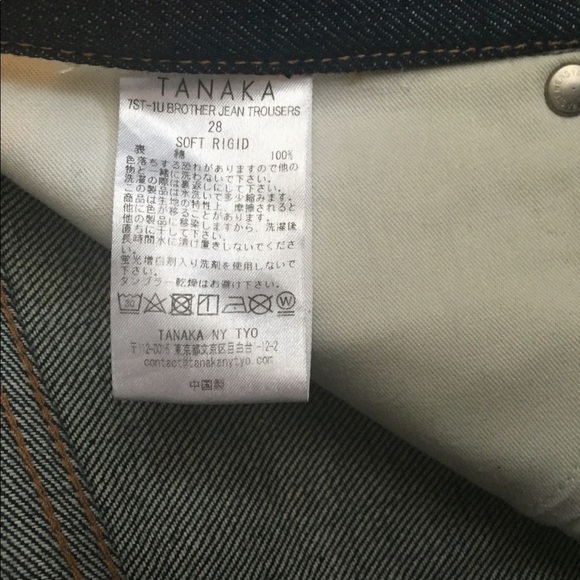 TANAKA
7ST-1U BROTHER JEAN TROUSERS
28
SOFT RIGID
表 綿 100%
色落ちする恐れがありますので他の
物と一緒に洗わないで下さい。
洗濯の際は裏返しにして下さい。
この製品は水洗いで多少縮みます。
商品は生地の特性上、摩擦されると
他に色が移ることがあります。
他の製品に移染しますから、洗濯後
直ちに干して下さい。
長時間水に漬け置きしないでくださ
い。
蛍光増白剤入り洗剤を使用しないで
下さい。
タンブラー乾燥はお避け下さい。
30
W
TANAKA NY TYO
〒112-0015 東京都文京区目白台-12-2
contact@tanakanytyo.com
中国製